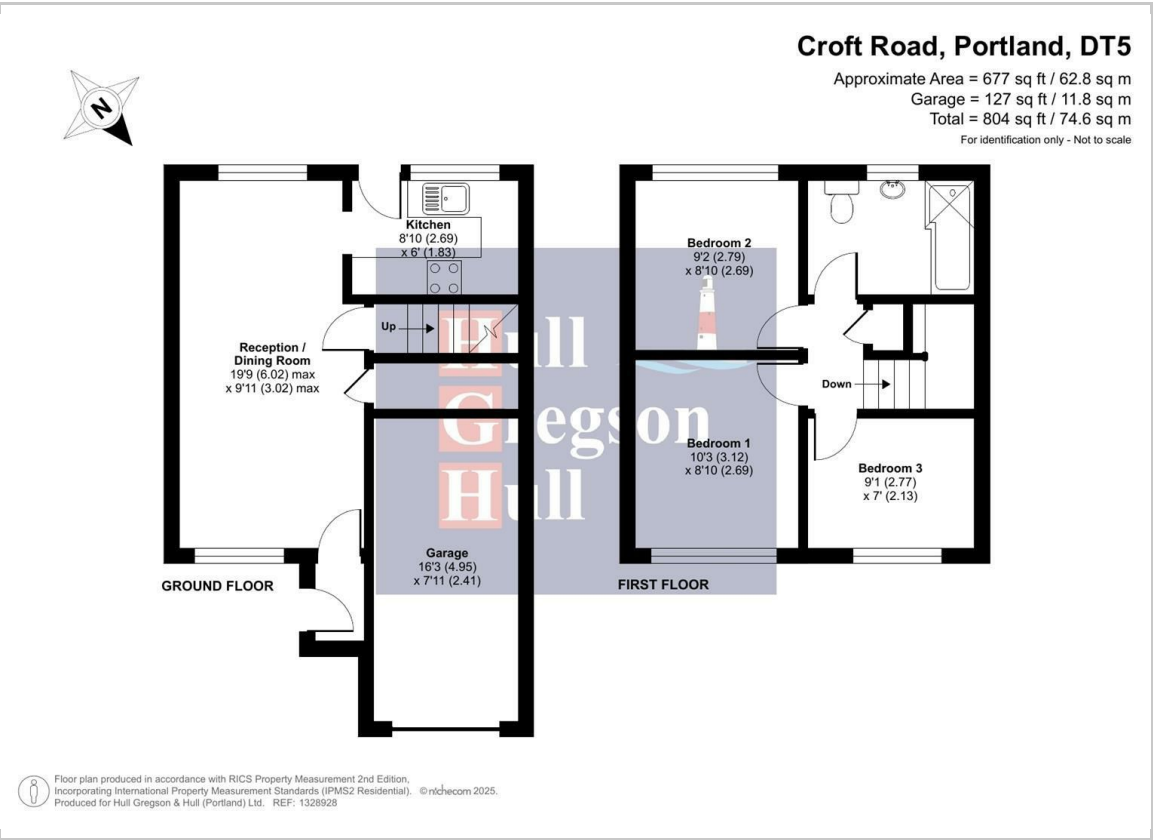 Croft Road, Portland, DT5
Approximate Area = 677 sq ft / 62.8 sq m
Garage = 127 sq ft / 11.8 sq m
Total = 804 sq ft / 74.6 sq m
For identification only - Not to scale
N
Kitchen
8'10 (2.69)
x 6' (1.83)
Up
Reception /
Dining Room
19'9 (6.02) max
x 9'11 (3.02) max
Garage
16'3 (4.95)
x 7'11 (2.41)
GROUND FLOOR
Bedroom 2
9'2 (2.79)
x 8'10 (2.69)
Down
Bedroom 1
10'3 (3.12)
x 8'10 (2.69)
Bedroom 3
9'1 (2.77)
x 7' (2.13)
FIRST FLOOR
Hull
Gregson
Hull
Floor plan produced in accordance with RICS Property Measurement 2nd Edition,
Incorporating International Property Measurement Standards (IPMS2 Residential). © nichecom 2025.
Produced for Hull Gregson & Hull (Portland) Ltd. REF: 1328928